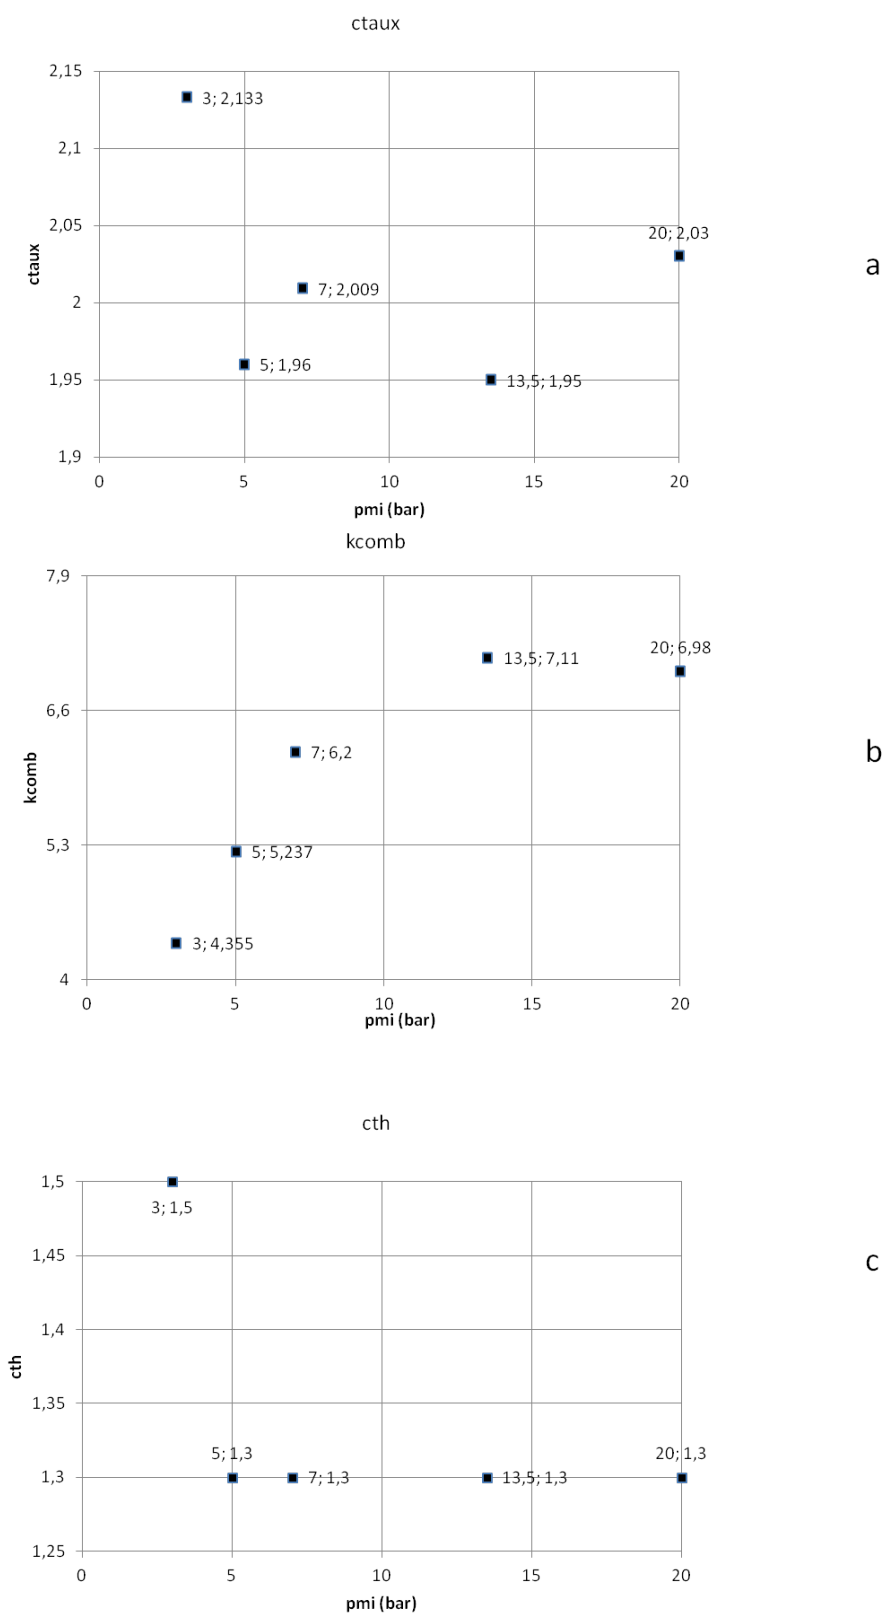 ctaux
2,15
3; 2,133
2,1
2,05
20; 2,03
ctaux
a
7; 2,009
2
5; 1,96
1,95
13,5; 1,95
1,9
0 5 10 15 20
pmi (bar)
kcomb
7,9
20; 6,98
13,5; 7,11
6,6
7; 6,2
kcomb
b
5,3
5; 5,237
3; 4,355
4
0 5 10 15 20
pmi (bar)
cth
1,5
3; 1,5
1,45
c
1,4
cth
1,35
5; 1,3
20; 1,3
1,3
7; 1,3
13,5; 1,3
1,25
0 5 10 15 20
pmi (bar)